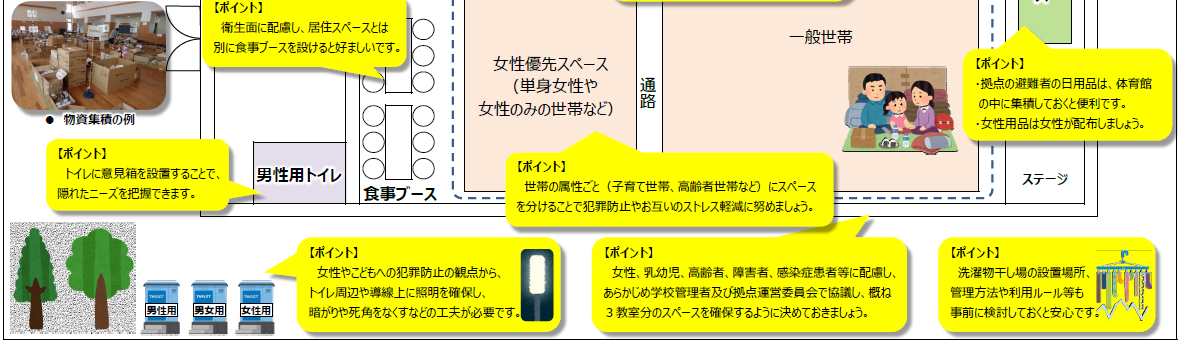 【ポイント】
衛生面に配慮し、居住スペースとは
別に食事ブースを設けると好ましいです。
● 物資集積の例
女性優先スペース
(単身女性や
女性のみの世帯など)
通路
一般世帯
【ポイント】
・拠点の避難者の日用品は、体育館
の中に集積しておくと便利です。
・女性用品は女性が配布しましょう。
【ポイント】
トイレに意見箱を設置することで、
隠れたニーズを把握できます。
男性用トイレ
食事ブース
【ポイント】
世帯の属性ごと(子育て世帯、高齢者世帯など)にスペース
を分けることで犯罪防止やお互いのストレス軽減に努めましょう。
ステージ
TOILET
男性用
TOILET
男女用
TOILET
女性用
【ポイント】
女性やこどもへの犯罪防止の観点から、
トイレ周辺や導線上に照明を確保し、
暗がりや死角をなくすなどの工夫が必要です。
【ポイント】
女性、乳幼児、高齢者、障害者、感染症患者等に配慮し、
あらかじめ学校管理者及び拠点運営委員会で協議し、概ね
3教室分のスペースを確保するように決めておきましょう。
【ポイント】
洗濯物干し場の設置場所、
管理方法や利用ルール等も
事前に検討しておくと安心です。